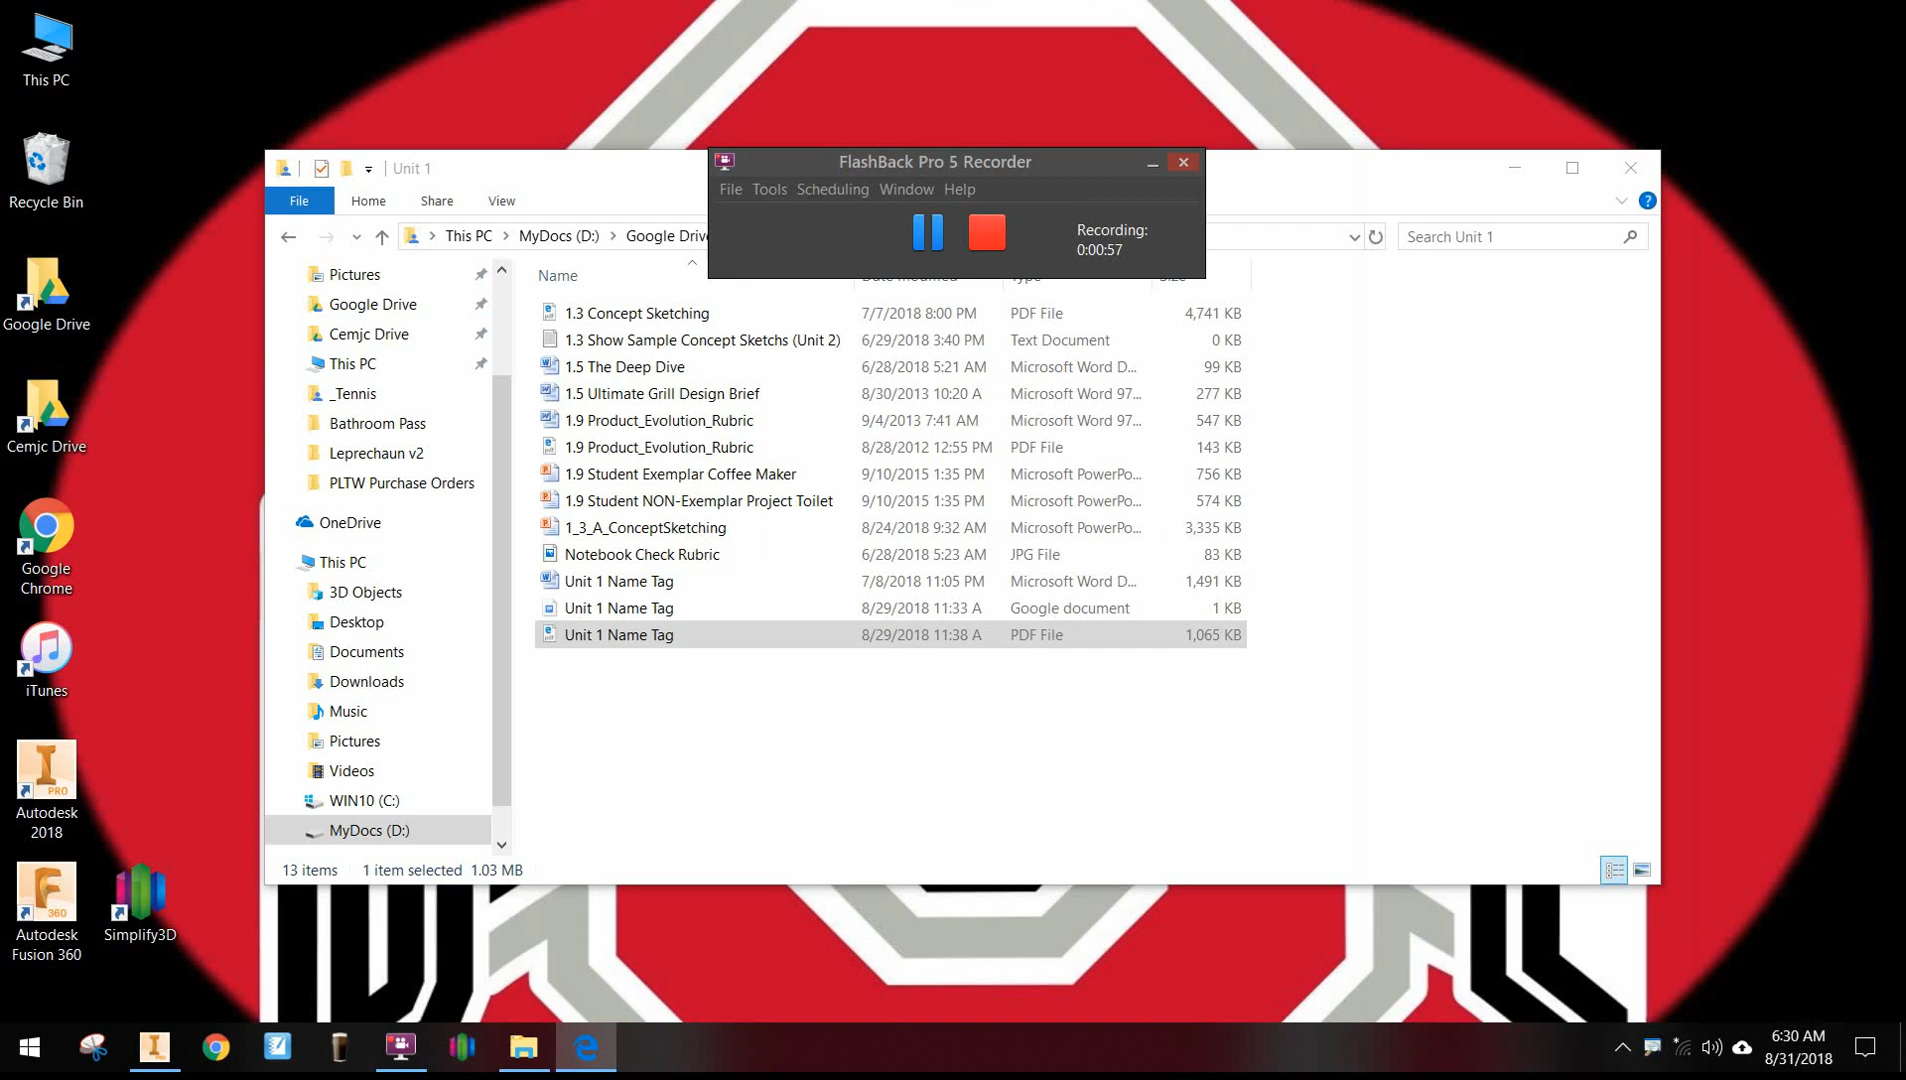 This PC
Recycle Bin
Google Drive
Cemjc Drive
Google
Chrome
iTunes
PRO
Autodesk
2018
360
Autodesk
Fusion 360
Simplify3D
Unit 1
File
Home
Share
View
This PC
MyDocs (D:)
Google Drive
Search Unit 1
FlashBack Pro 5 Recorder
File
Tools
Scheduling
Window
Help
Recording:
0:00:57
Pictures
Google Drive
Cemjc Drive
This PC
_Tennis
Bathroom Pass
Leprechaun v2
PLTW Purchase Orders
OneDrive
This PC
3D Objects
Desktop
Documents
Downloads
Music
Pictures
Videos
WIN10 (C:)
MyDocs (D:)
Name
Date modified
Type
Size
1.3 Concept Sketching 7/7/2018 8:00 PM PDF File 4,741 KB
1.3 Show Sample Concept Sketchs (Unit 2) 6/29/2018 3:40 PM Text Document 0 KB
1.5 The Deep Dive 6/28/2018 5:21 AM Microsoft Word D... 99 KB
1.5 Ultimate Grill Design Brief 8/30/2013 10:20 A Microsoft Word 97... 277 KB
1.9 Product_Evolution_Rubric 9/4/2013 7:41 AM Microsoft Word 97... 547 KB
1.9 Product_Evolution_Rubric 8/28/2012 12:55 PM PDF File 143 KB
1.9 Student Exemplar Coffee Maker 9/10/2015 1:35 PM Microsoft PowerPo... 756 KB
1.9 Student NON-Exemplar Project Toilet 9/10/2015 1:35 PM Microsoft PowerPo... 574 KB
1_3_A_ConceptSketching 8/24/2018 9:32 AM Microsoft PowerPo... 3,335 KB
Notebook Check Rubric 6/28/2018 5:23 AM JPG File 83 KB
Unit 1 Name Tag 7/8/2018 11:05 PM Microsoft Word D... 1,491 KB
Unit 1 Name Tag 8/29/2018 11:33 A Google document 1 KB
Unit 1 Name Tag 8/29/2018 11:38 A PDF File 1,065 KB
13 items
1 item selected 1.03 MB
6:30 AM
8/31/2018